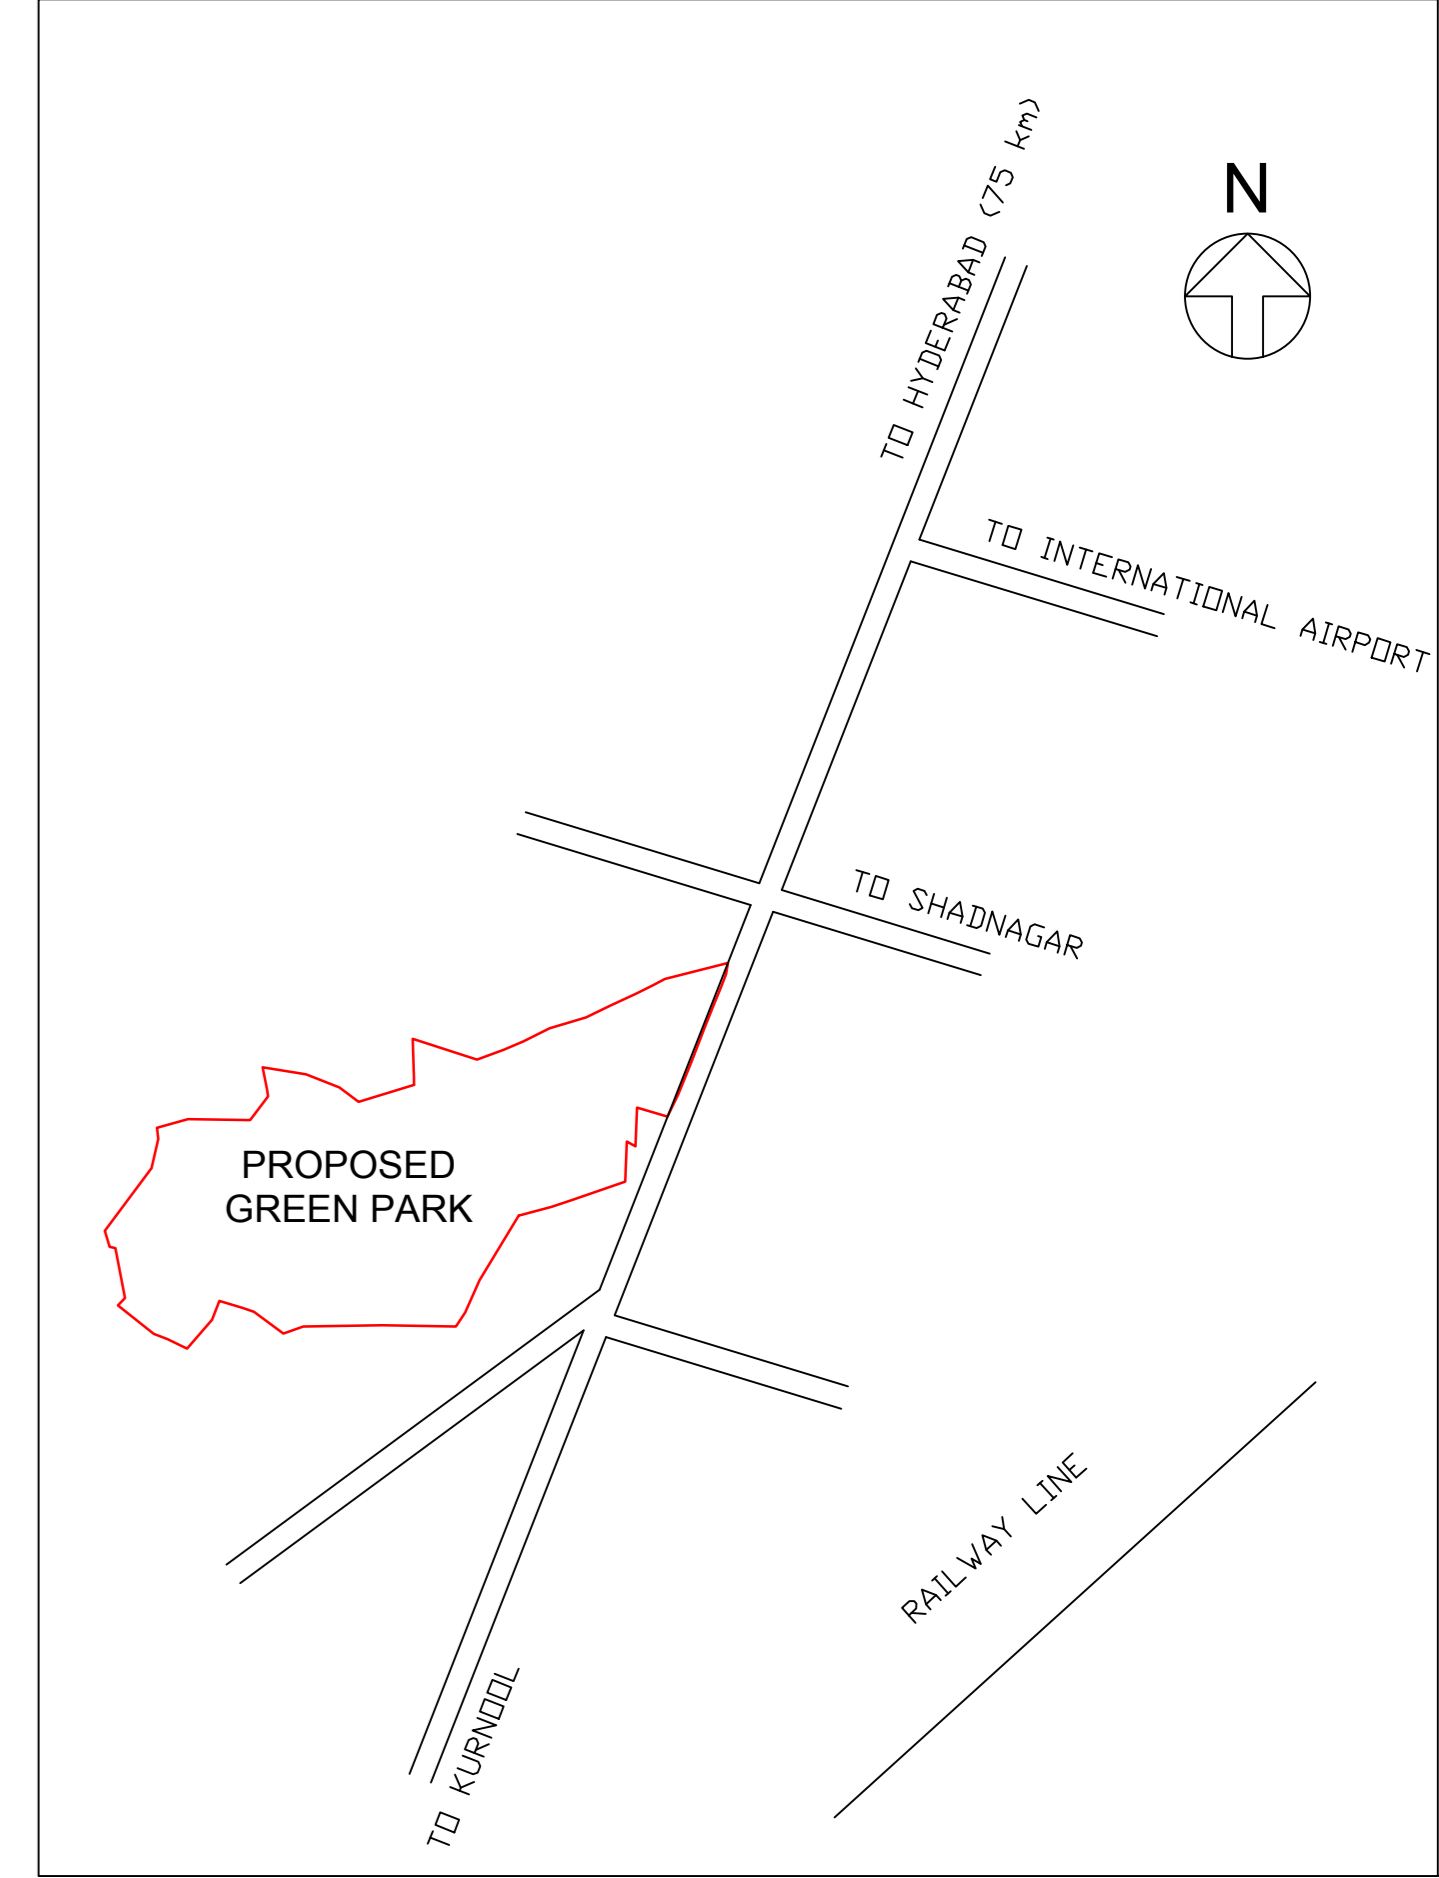 TO HYDERABAD (75 km)
N
TO INTERNATIONAL AIRPORT
TO SHADNAGAR
PROPOSED
GREEN PARK
RAILWAY LINE
TO KURNOOL